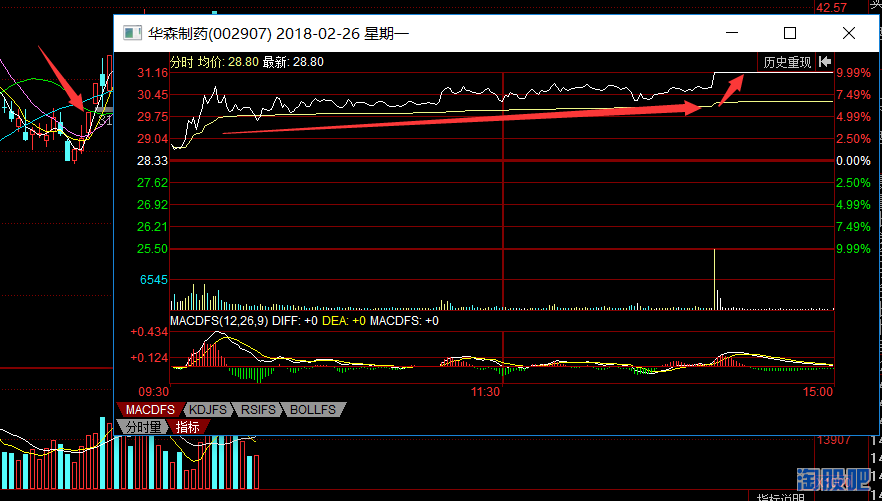 42.57
华森制药(002907) 2018-02-26 星期一
分时 均价: 28.80 最新: 28.80
历史重现
31.16 9.99%
30.45 7.49%
29.75 4.99%
29.04 2.50%
28.33 0.00%
27.62 2.50%
26.92 4.99%
26.21 7.49%
25.50 9.99%
6545
MACDFS(12,26,9) DIFF: +0 DEA: +0 MACDFS: +0
+0.434
+0.124
09:30 11:30 15:00
MACDFS KDJFS RSIFS BOLLFS
分时量 指标
13907
淘股吧
指标说明